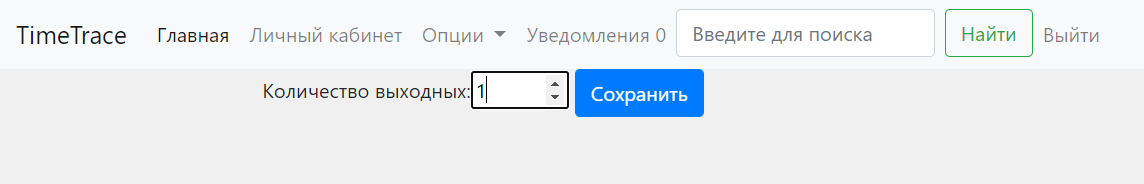 TimeTrace Главная Личный кабинет Опции Уведомления 0 Введите для поиска Найти Выйти
Количество выходных: 1 Сохранить